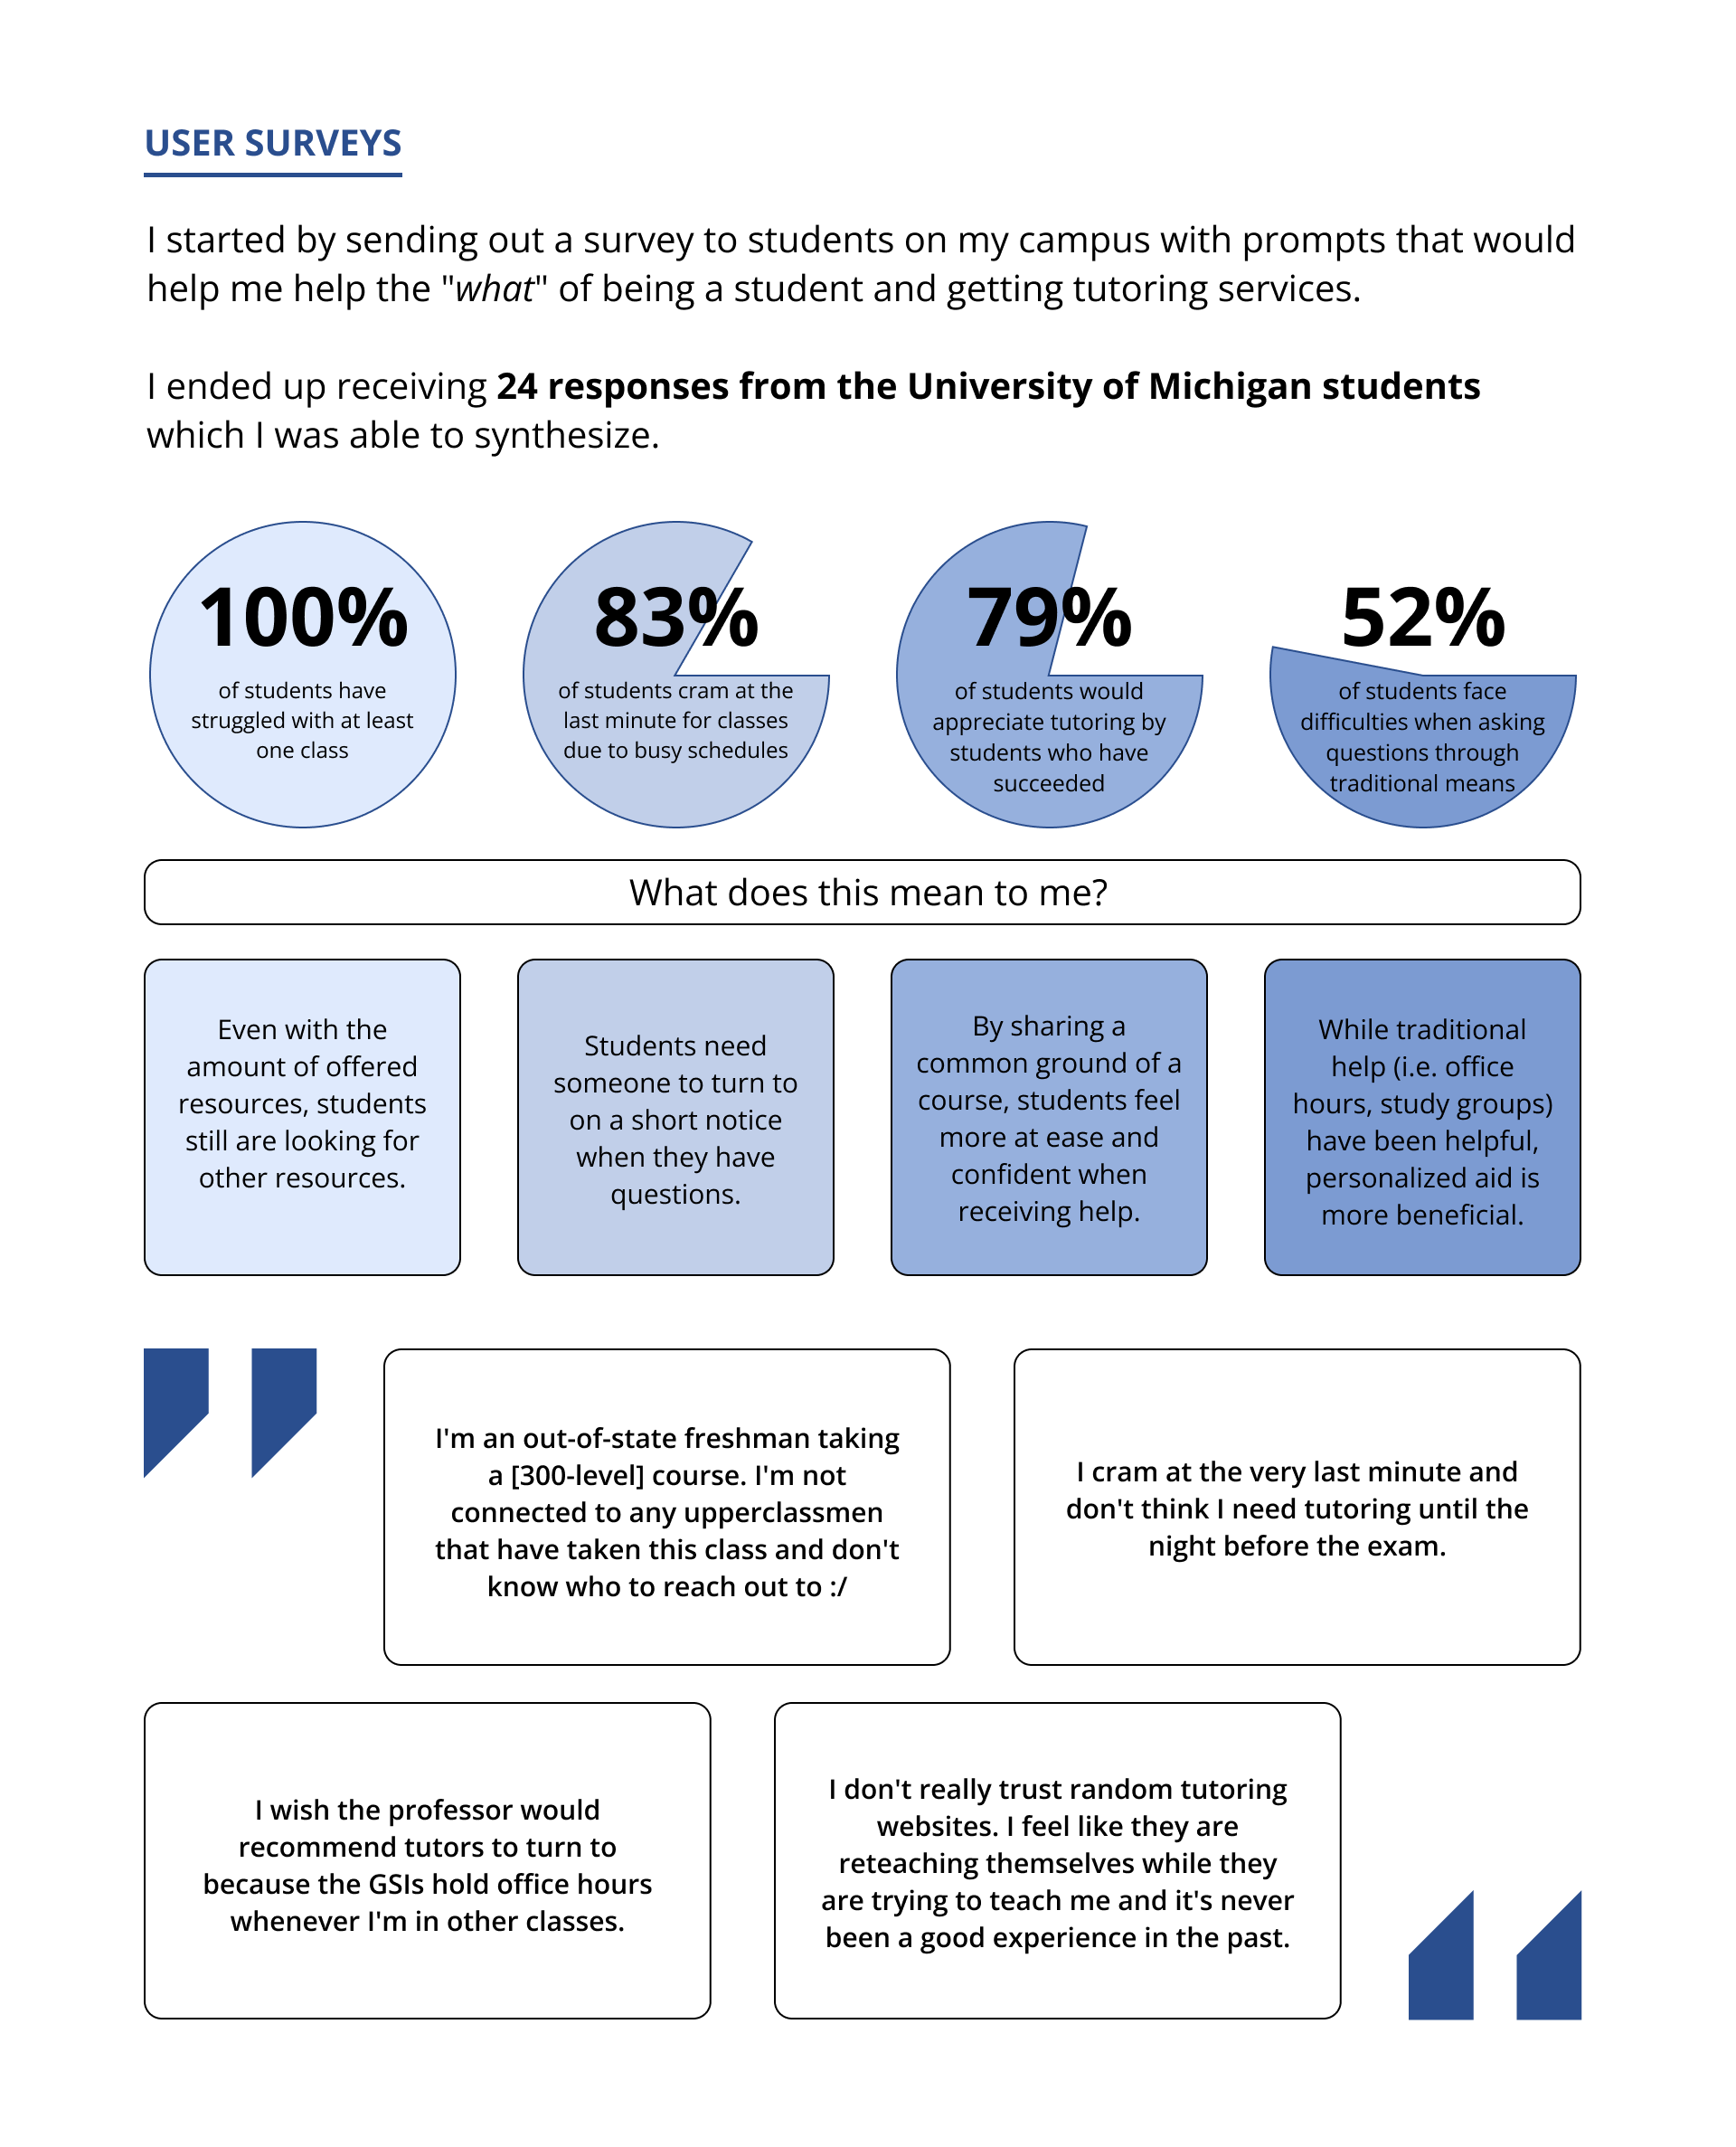 USER SURVEYS
I started by sending out a survey to students on my campus with prompts that would
help me help the "what" of being a student and getting tutoring services.
I ended up receiving 24 responses from the University of Michigan students
which I was able to synthesize.
100%
of students have
struggled with at least
one class
83%
of students cram at the
last minute for classes
due to busy schedules
79%
of students would
appreciate tutoring by
students who have
succeeded
52%
of students face
difficulties when asking
questions through
traditional means
What does this mean to me?
Even with the
amount of offered
resources, students
still are looking for
other resources.
Students need
someone to turn to
on a short notice
when they have
questions.
By sharing a
common ground of a
course, students feel
more at ease and
confident when
receiving help.
While traditional
help (i.e. office
hours, study groups)
have been helpful,
personalized aid is
more beneficial.
I'm an out-of-state freshman taking
a [300-level] course. I'm not
connected to any upperclassmen
that have taken this class and don't
know who to reach out to :/
I cram at the very last minute and
don't think I need tutoring until the
night before the exam.
I wish the professor would
recommend tutors to turn to
because the GSIs hold office hours
whenever I'm in other classes.
I don't really trust random tutoring
websites. I feel like they are
reteaching themselves while they
are trying to teach me and it's never
been a good experience in the past.